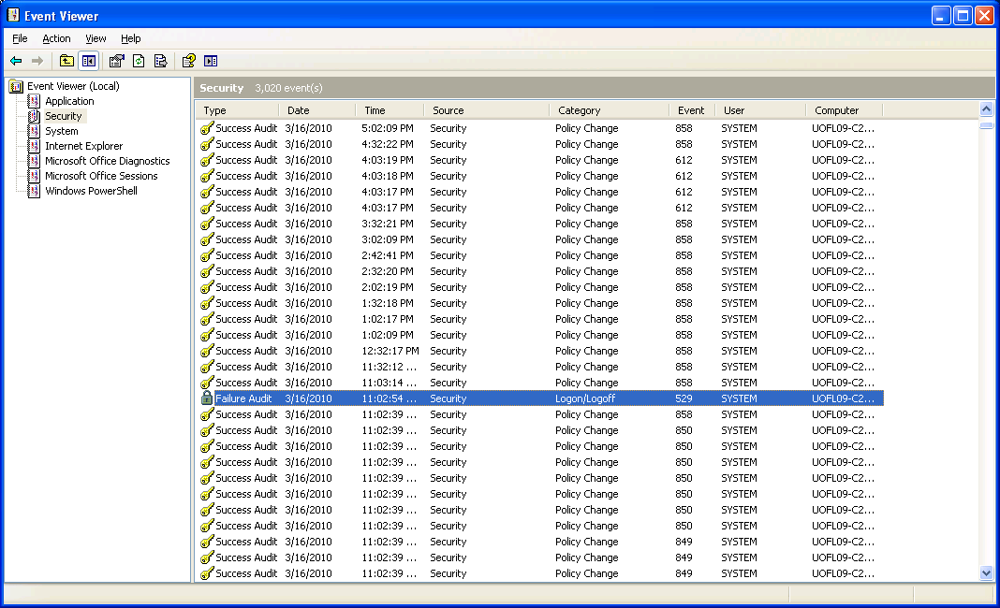 Event Viewer
File Action View Help
Event Viewer (Local)
Application
Security
System
Internet Explorer
Microsoft Office Diagnostics
Microsoft Office Sessions
Windows PowerShell
Security 3,020 event(s)
Type Date Time Source Category Event User Computer
Success Audit 3/16/2010 5:02:09 PM Security Policy Change 858 SYSTEM UOFL09-C2...
Success Audit 3/16/2010 4:32:22 PM Security Policy Change 858 SYSTEM UOFL09-C2...
Success Audit 3/16/2010 4:03:19 PM Security Policy Change 612 SYSTEM UOFL09-C2...
Success Audit 3/16/2010 4:03:18 PM Security Policy Change 612 SYSTEM UOFL09-C2...
Success Audit 3/16/2010 4:03:17 PM Security Policy Change 612 SYSTEM UOFL09-C2...
Success Audit 3/16/2010 4:03:17 PM Security Policy Change 612 SYSTEM UOFL09-C2...
Success Audit 3/16/2010 3:32:21 PM Security Policy Change 858 SYSTEM UOFL09-C2...
Success Audit 3/16/2010 3:02:09 PM Security Policy Change 858 SYSTEM UOFL09-C2...
Success Audit 3/16/2010 2:42:41 PM Security Policy Change 858 SYSTEM UOFL09-C2...
Success Audit 3/16/2010 2:32:20 PM Security Policy Change 858 SYSTEM UOFL09-C2...
Success Audit 3/16/2010 2:02:19 PM Security Policy Change 858 SYSTEM UOFL09-C2...
Success Audit 3/16/2010 1:32:18 PM Security Policy Change 858 SYSTEM UOFL09-C2...
Success Audit 3/16/2010 1:02:17 PM Security Policy Change 858 SYSTEM UOFL09-C2...
Success Audit 3/16/2010 1:02:09 PM Security Policy Change 858 SYSTEM UOFL09-C2...
Success Audit 3/16/2010 12:32:17 PM Security Policy Change 858 SYSTEM UOFL09-C2...
Success Audit 3/16/2010 11:32:12 ... Security Policy Change 858 SYSTEM UOFL09-C2...
Success Audit 3/16/2010 11:03:14 ... Security Policy Change 858 SYSTEM UOFL09-C2...
Failure Audit 3/16/2010 11:02:54 ... Security Logon/Logoff 529 SYSTEM UOFL09-C2...
Success Audit 3/16/2010 11:02:39 ... Security Policy Change 858 SYSTEM UOFL09-C2...
Success Audit 3/16/2010 11:02:39 ... Security Policy Change 850 SYSTEM UOFL09-C2...
Success Audit 3/16/2010 11:02:39 ... Security Policy Change 850 SYSTEM UOFL09-C2...
Success Audit 3/16/2010 11:02:39 ... Security Policy Change 850 SYSTEM UOFL09-C2...
Success Audit 3/16/2010 11:02:39 ... Security Policy Change 850 SYSTEM UOFL09-C2...
Success Audit 3/16/2010 11:02:39 ... Security Policy Change 850 SYSTEM UOFL09-C2...
Success Audit 3/16/2010 11:02:39 ... Security Policy Change 850 SYSTEM UOFL09-C2...
Success Audit 3/16/2010 11:02:39 ... Security Policy Change 850 SYSTEM UOFL09-C2...
Success Audit 3/16/2010 11:02:39 ... Security Policy Change 849 SYSTEM UOFL09-C2...
Success Audit 3/16/2010 11:02:39 ... Security Policy Change 849 SYSTEM UOFL09-C2...
Success Audit 3/16/2010 11:02:39 ... Security Policy Change 849 SYSTEM UOFL09-C2...